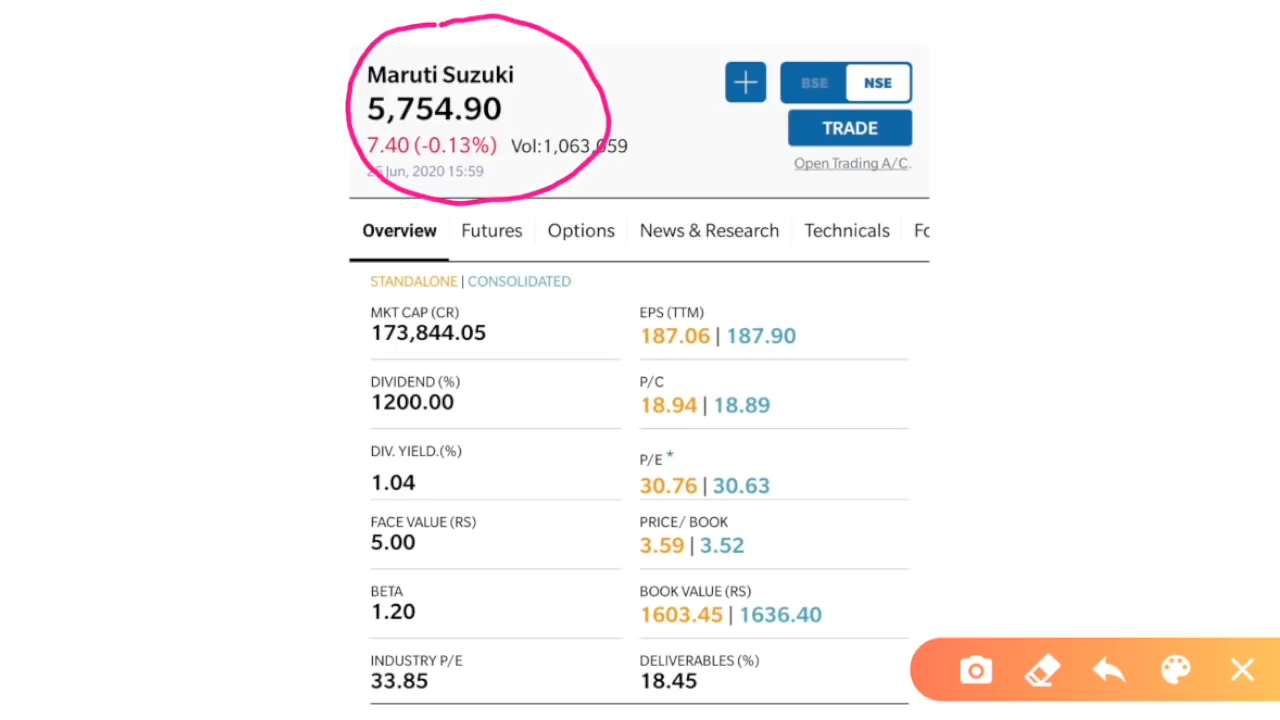 Maruti Suzuki
5,754.90
7.40 (-0.13%) Vol:1,063,059
Jun, 2020 15:59
BSE NSE
TRADE
Open Trading A/C.
Overview Futures Options News & Research Technicals Fo
STANDALONE | CONSOLIDATED
MKT CAP (CR)
173,844.05
EPS (TTM)
187.06 | 187.90
DIVIDEND (%)
1200.00
P/C
18.94 | 18.89
DIV. YIELD.(%)
1.04
P/E *
30.76 | 30.63
FACE VALUE (RS)
5.00
PRICE/ BOOK
3.59 | 3.52
BETA
1.20
BOOK VALUE (RS)
1603.45 | 1636.40
INDUSTRY P/E
33.85
DELIVERABLES (%)
18.45